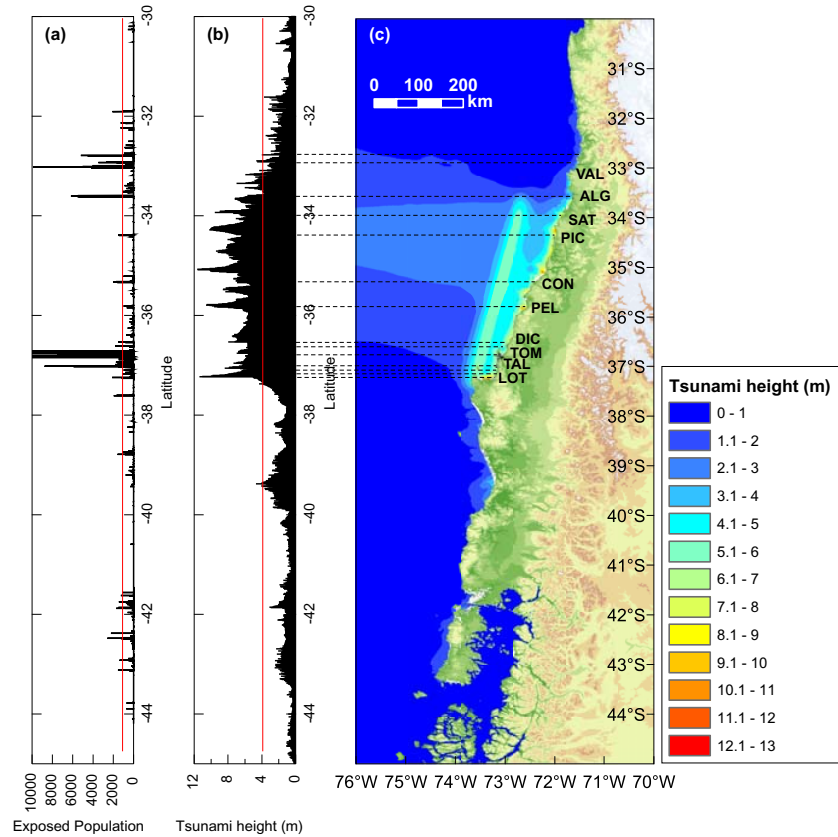 (a)
(b)
(c)
-30
-32
-34
-36
-38
-40
-42
-44
Latitude
10000
8000
6000
4000
2000
0
Exposed Population
-30
-32
-34
-36
-38
-40
-42
-44
Latitude
12
8
4
0
Tsunami height (m)
0 100 200
km
VAL
ALG
SAT
PIC
CON
PEL
DIC
TOM
TAL
LOT
31°S
32°S
33°S
34°S
35°S
36°S
37°S
38°S
39°S
40°S
41°S
42°S
43°S
44°S
76°W 75°W 74°W 73°W 72°W 71°W 70°W
Tsunami height (m)
0 - 1
1.1 - 2
2.1 - 3
3.1 - 4
4.1 - 5
5.1 - 6
6.1 - 7
7.1 - 8
8.1 - 9
9.1 - 10
10.1 - 11
11.1 - 12
12.1 - 13